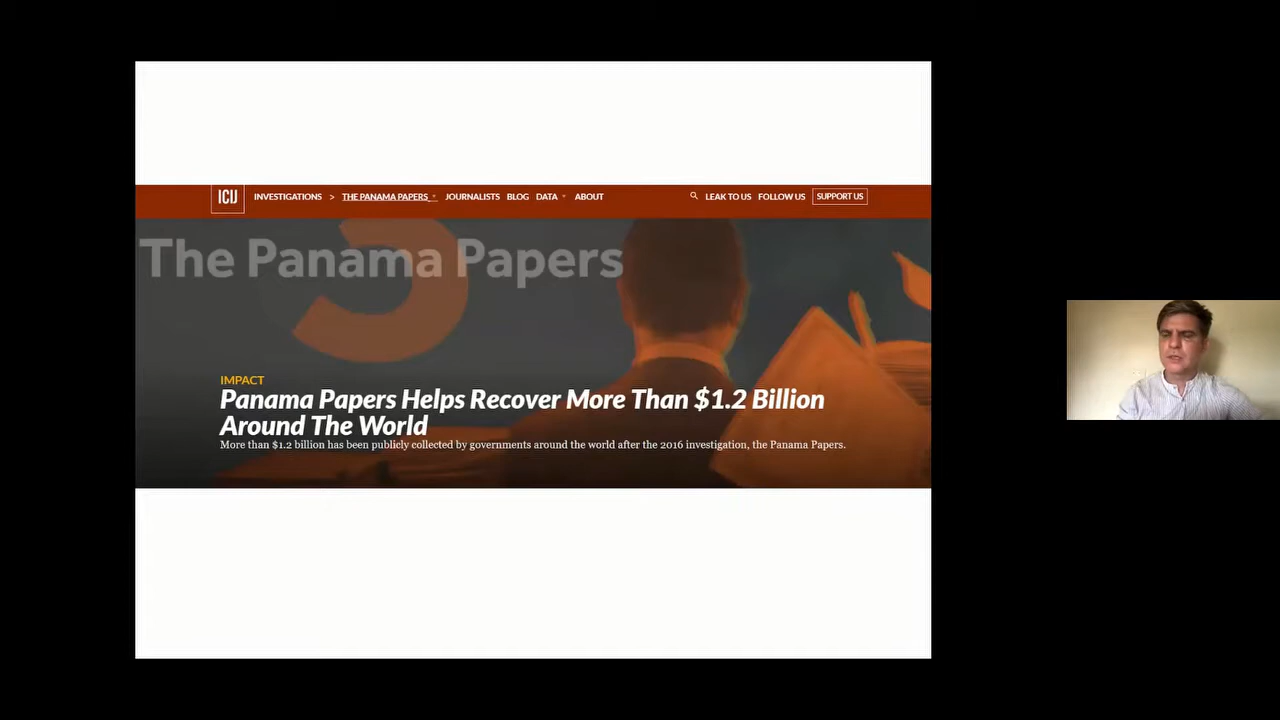 ICIJ INVESTIGATIONS > THE PANAMA PAPERS JOURNALISTS BLOG DATA ABOUT LEAK TO US FOLLOW US SUPPORT US
The Panama Papers
IMPACT
Panama Papers Helps Recover More Than $1.2 Billion
Around The World
More than $1.2 billion has been publicly collected by governments around the world after the 2016 investigation, the Panama Papers.